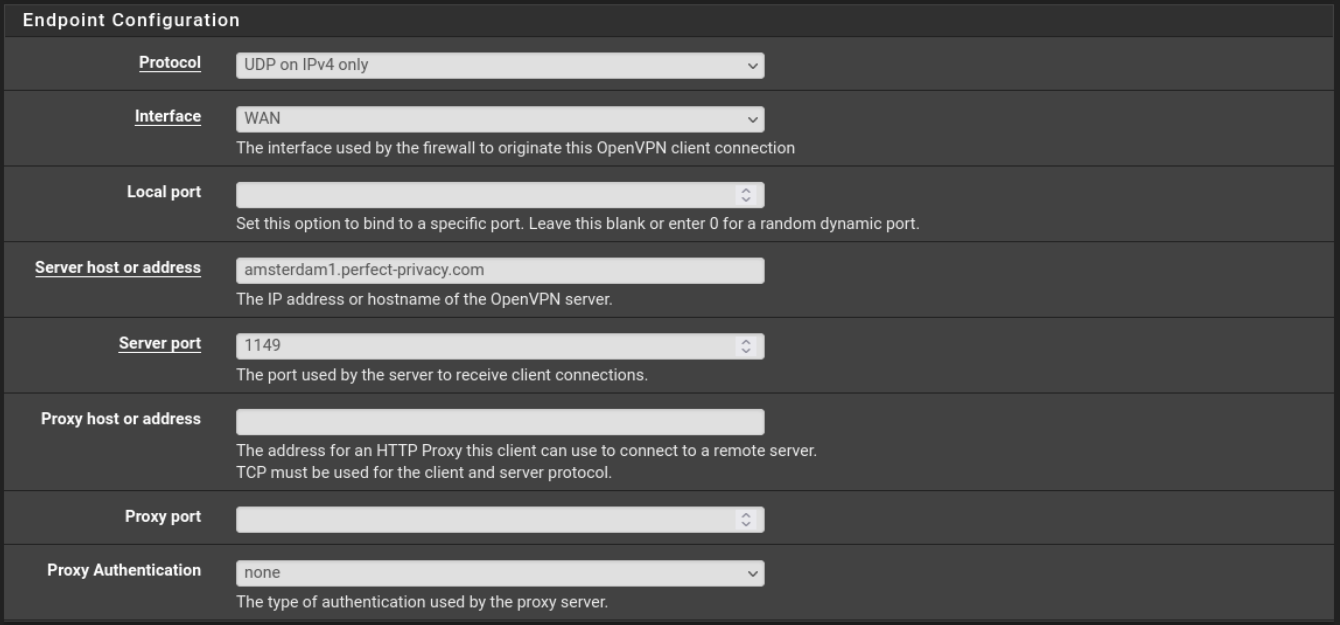 Endpoint Configuration
Protocol
UDP on IPv4 only
Interface
WAN
The interface used by the firewall to originate this OpenVPN client connection
Local port
Set this option to bind to a specific port. Leave this blank or enter 0 for a random dynamic port.
Server host or address
amsterdam1.perfect-privacy.com
The IP address or hostname of the OpenVPN server.
Server port
1149
The port used by the server to receive client connections.
Proxy host or address
The address for an HTTP Proxy this client can use to connect to a remote server.
TCP must be used for the client and server protocol.
Proxy port
Proxy Authentication
none
The type of authentication used by the proxy server.